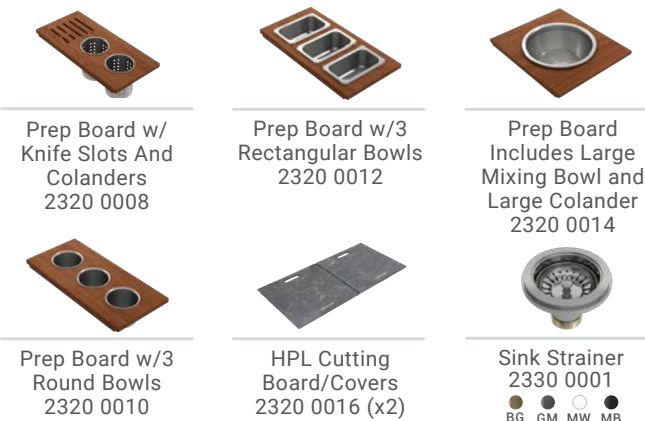 Prep Board w/
Knife Slots And
Colanders
2320 0008
Prep Board w/3
Rectangular Bowls
2320 0012
Prep Board
Includes Large
Mixing Bowl and
Large Colander
2320 0014
Prep Board w/3
Round Bowls
2320 0010
HPL Cutting
Board/Covers
2320 0016 (x2)
Sink Strainer
2330 0001
BG GM MW MB